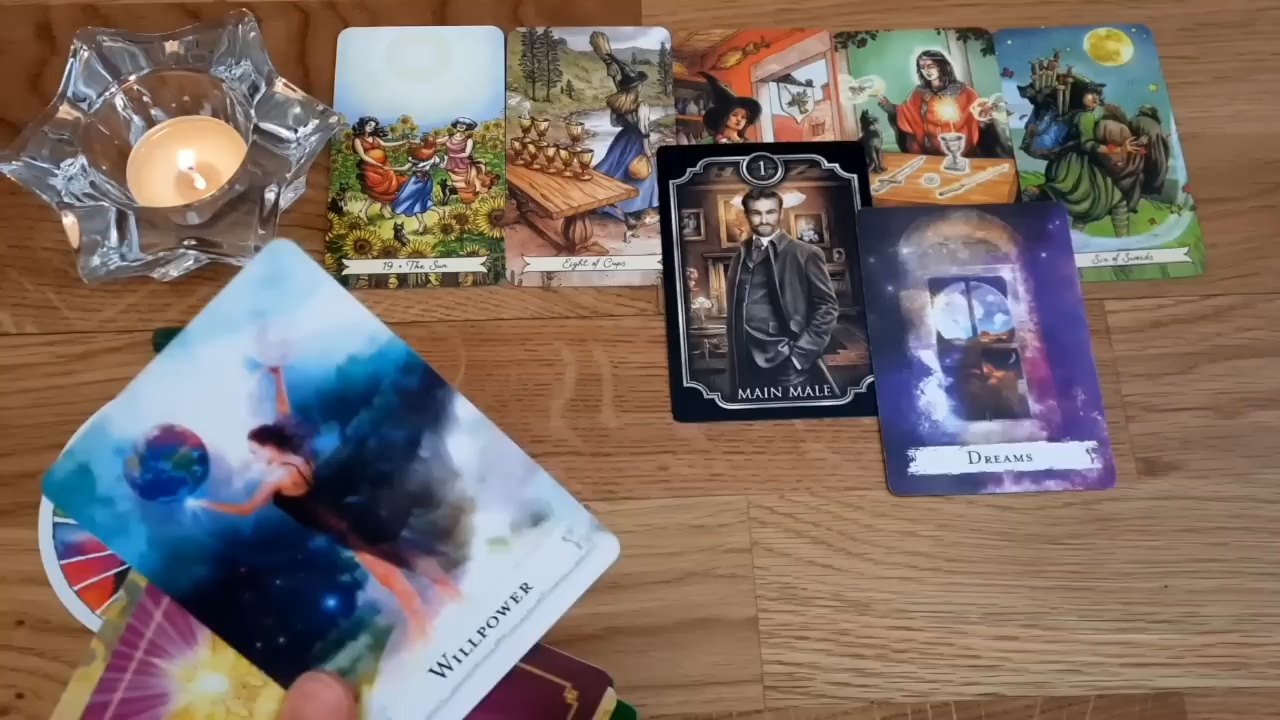 19 • The Sun
Eight of Cups
Six of Swords
1
MAIN MALE
DREAMS
WILLPOWER